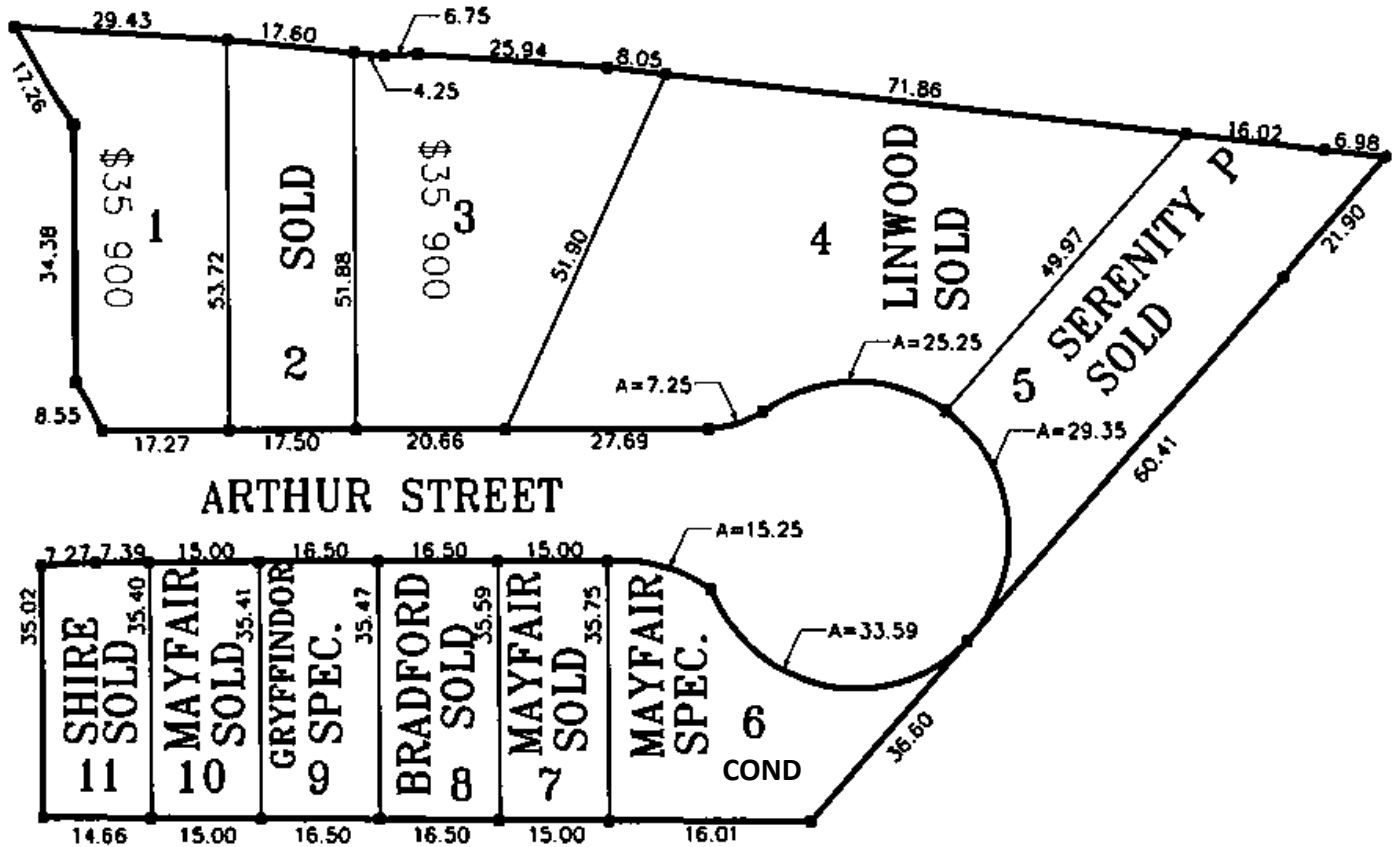 29.43
17.60
6.75
25.94
8.05
4.25
71.86
16.02
6.98
17.26
34.38
8.55
$35 900
1
53.72
SOLD
2
51.88
$35 900
3
51.90
4
LINWOOD
SOLD
49.97
5 SERENITY P
SOLD
21.90
60.41
A=25.25
A=7.25
A=29.35
17.27
17.50
20.66
27.69
ARTHUR STREET
A=15.25
A=33.59
7.27
7.39
15.00
16.50
16.50
15.00
35.02
SHIRE
SOLD
11
35.40
MAYFAIR
SOLD
10
35.41
GRYFFINDOR
SPEC.
9
35.47
BRADFORD
SOLD
8
35.59
MAYFAIR
SOLD
7
35.75
MAYFAIR
SPEC.
6
COND
36.60
14.66
15.00
16.50
16.50
15.00
16.01